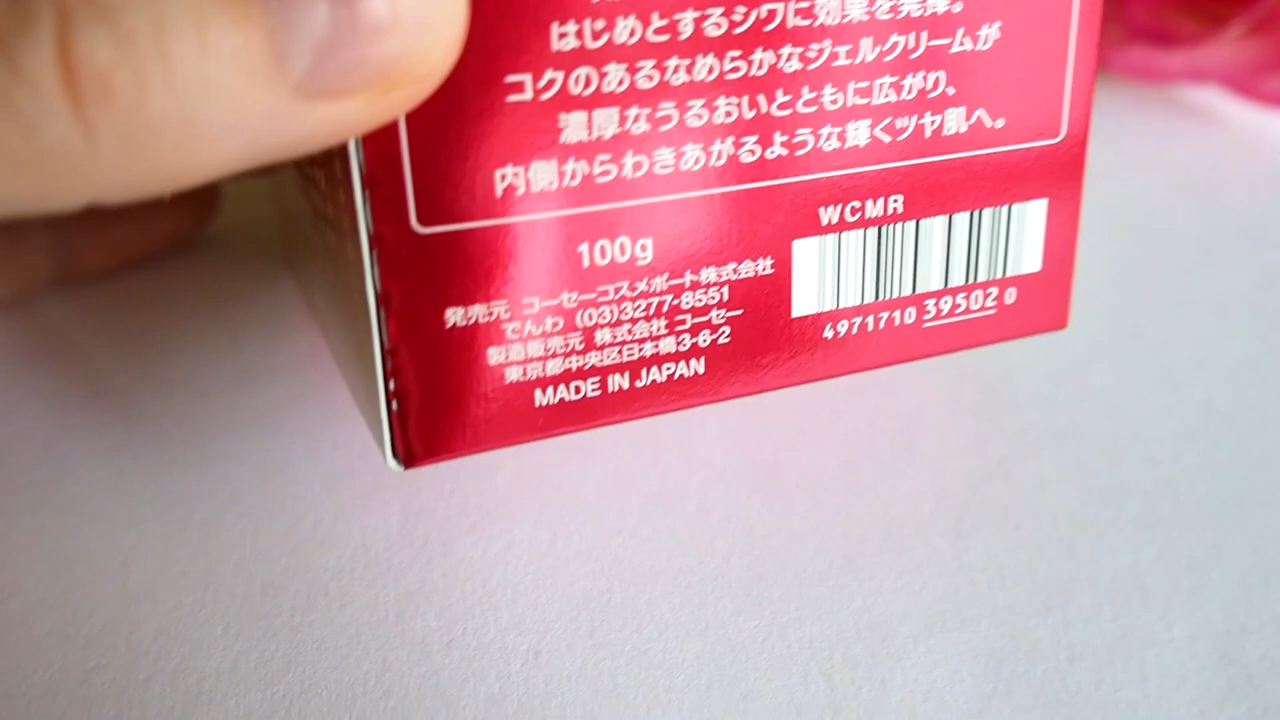 はじめとするシワに効果を発揮。
コクのあるなめらかなジェルクリームが
濃厚なうるおいとともに広がり、
内側からわきあがるような輝くツヤ肌へ。
WCMR
100g
4971710 39502 0
発売元 コーセーコスメポート株式会社
でんわ (03)3277-8551
製造販売元 株式会社 コーセー
東京都中央区日本橋3-6-2
MADE IN JAPAN